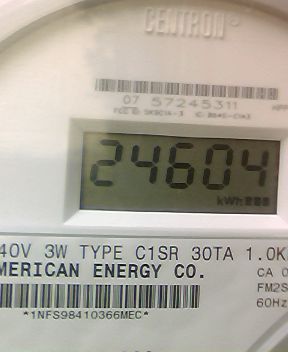 CENTRON®
07 57245311
24604
kWh
40V 3W TYPE C1SR 30TA 1.0K
MERICAN ENERGY CO.
CA 0
FM2S
60Hz
*1NFS98410366MEC*